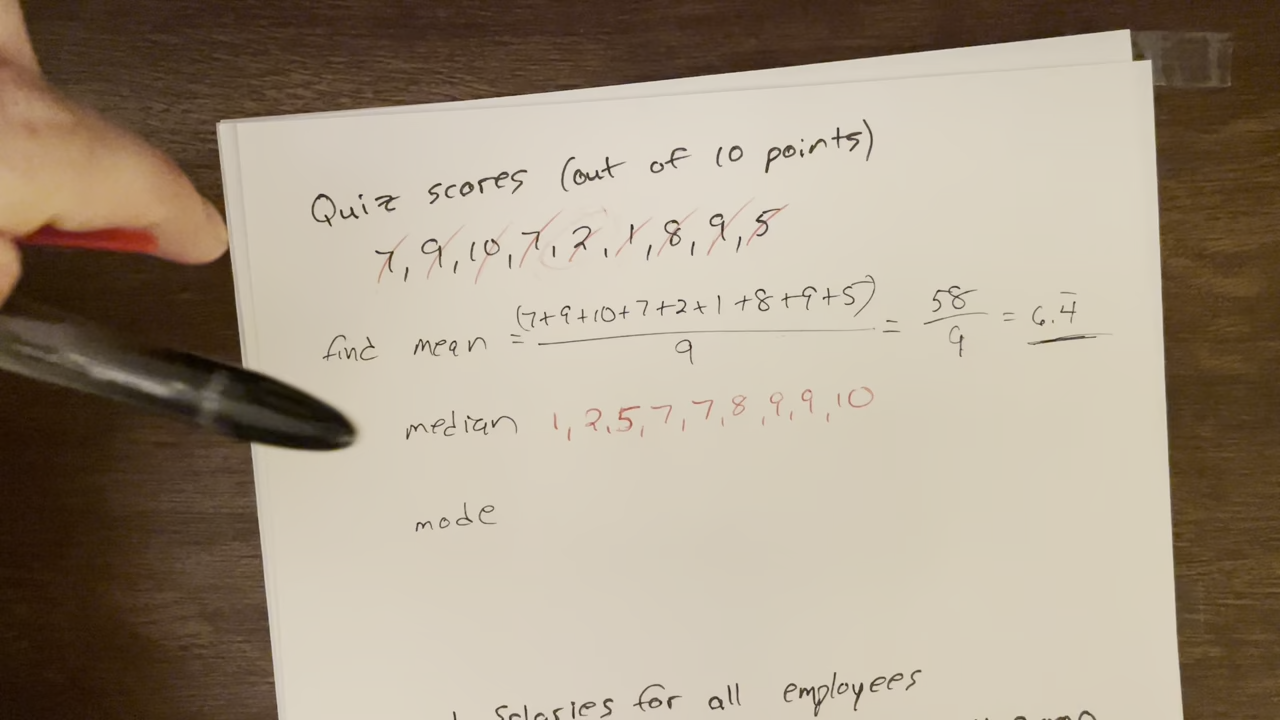 Quiz scores (out of 10 points)
7, 9, 10, 7, 2, 1, 8, 9, 5
find mean = (7+9+10+7+2+1+8+9+5) / 9 = 58 / 9 = 6.4̅
median 1, 2, 5, 7, 7, 8, 9, 9, 10
mode
Salaries for all employees